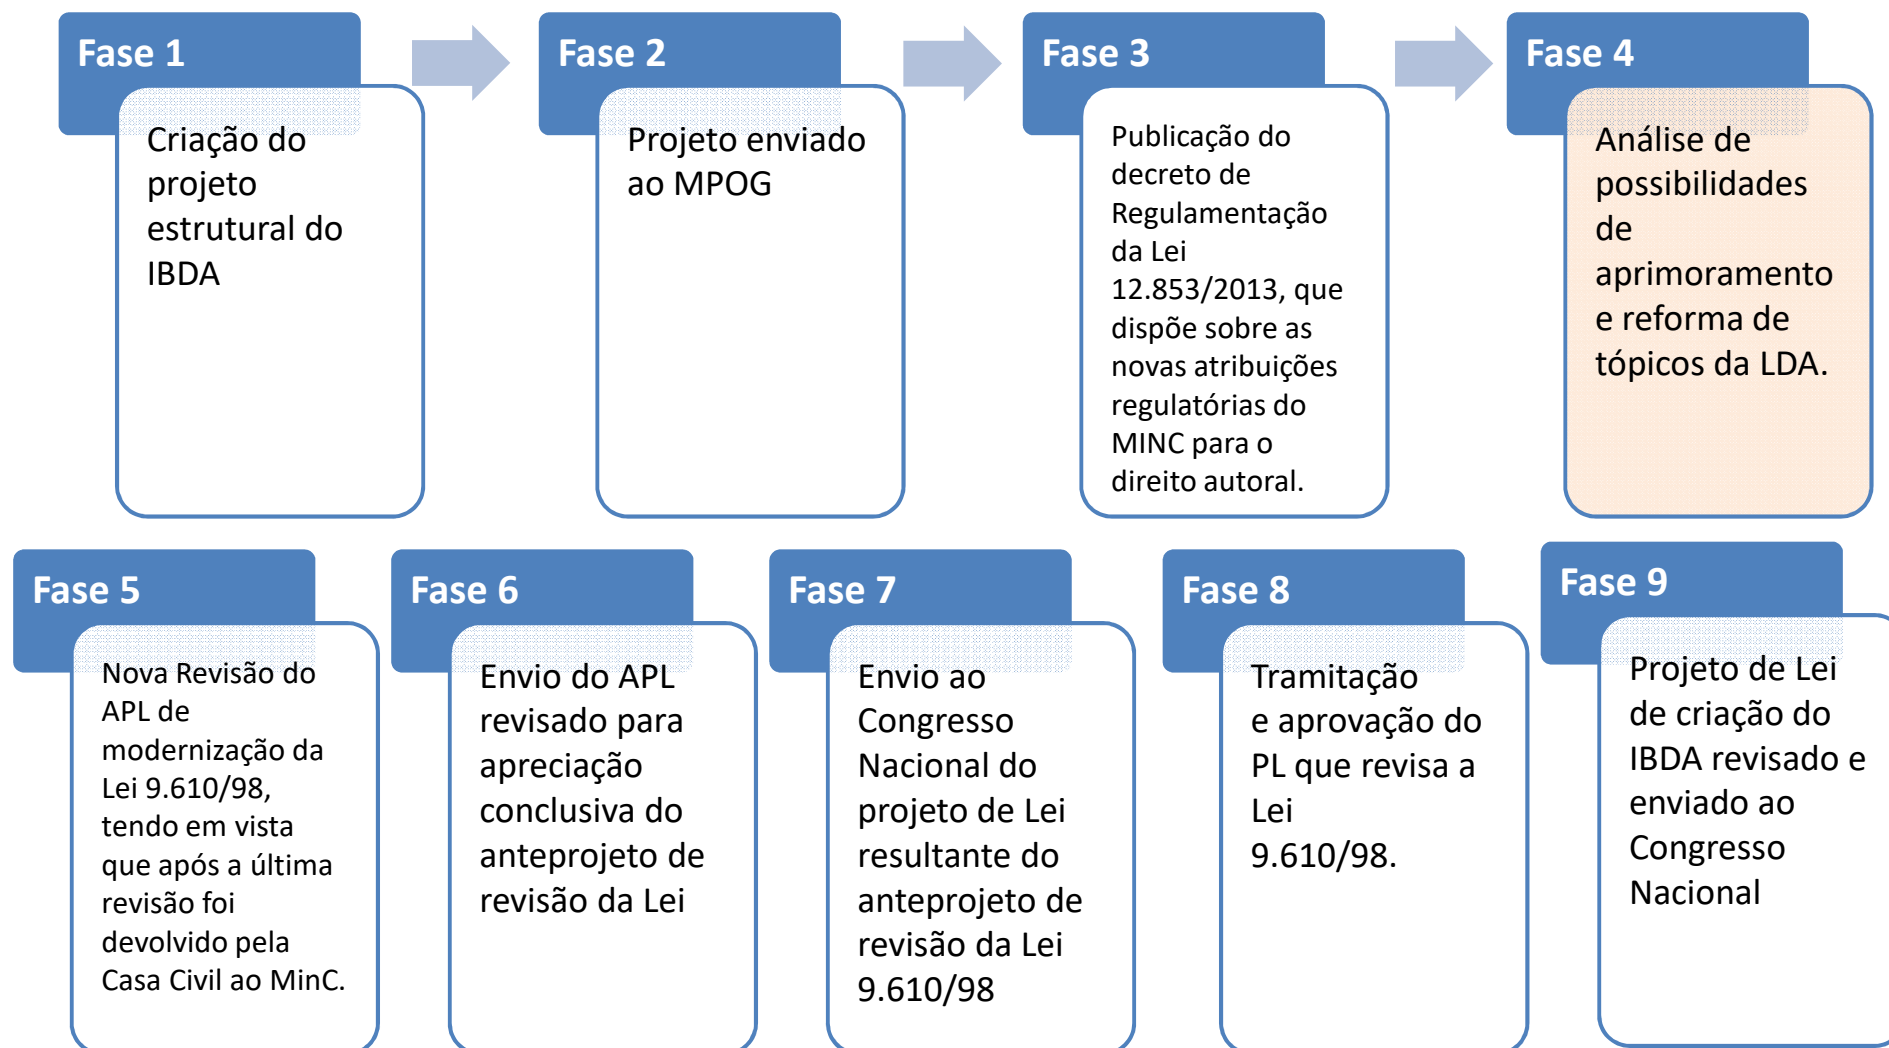 Fase 1
Criação do
projeto
estrutural do
IBDA
Fase 2
Projeto enviado
ao MPOG
Fase 3
Publicação do
decreto de
Regulamentação
da Lei
12.853/2013, que
dispõe sobre as
novas atribuições
regulatórias do
MINC para o
direito autoral.
Fase 4
Análise de
possibilidades
de
aprimoramento
e reforma de
tópicos da LDA.
Fase 5
Nova Revisão do
APL de
modernização da
Lei 9.610/98,
tendo em vista
que após a última
revisão foi
devolvido pela
Casa Civil ao MinC.
Fase 6
Envio do APL
revisado para
apreciação
conclusiva do
anteprojeto de
revisão da Lei
Fase 7
Envio ao
Congresso
Nacional do
projeto de Lei
resultante do
anteprojeto de
revisão da Lei
9.610/98
Fase 8
Tramitação
e aprovação do
PL que revisa a
Lei
9.610/98.
Fase 9
Projeto de Lei
de criação do
IBDA revisado e
enviado ao
Congresso
Nacional